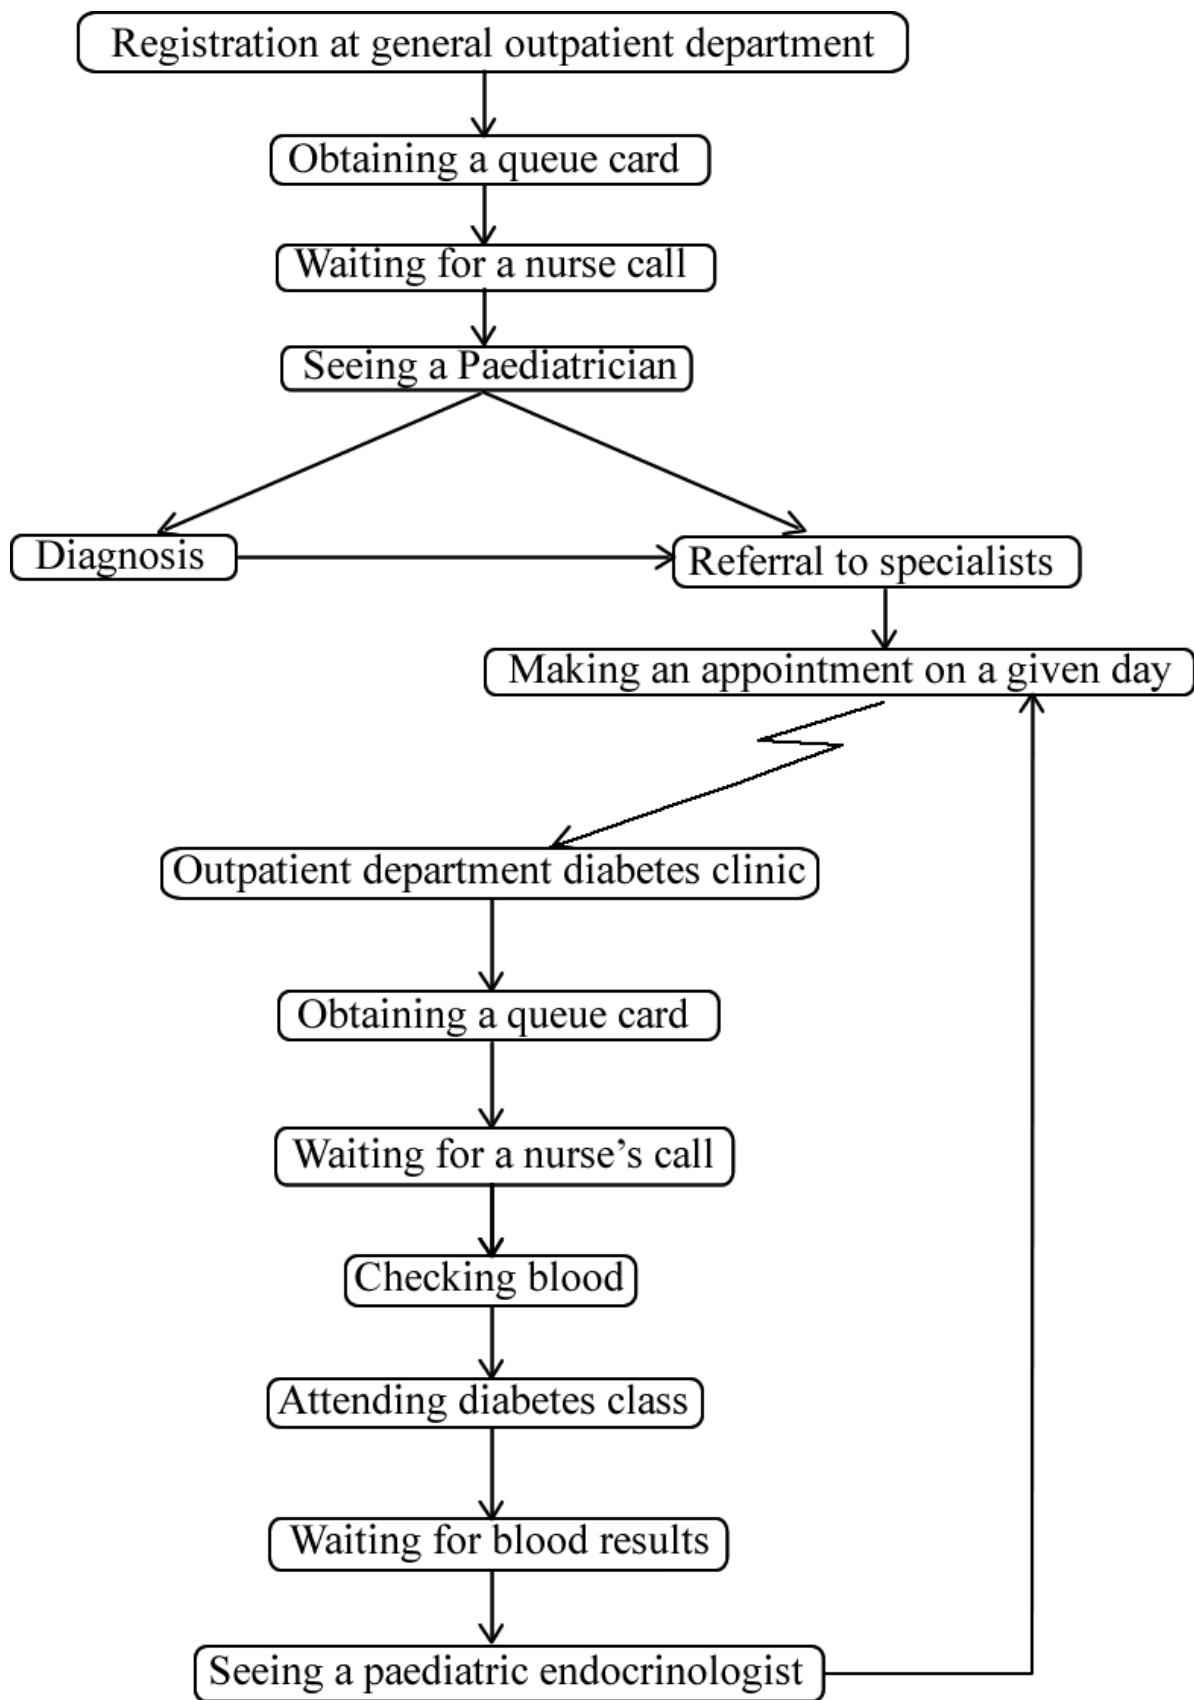 Registration at general outpatient department
Obtaining a queue card
Waiting for a nurse call
Seeing a Paediatrician
Diagnosis
Referral to specialists
Making an appointment on a given day
Outpatient department diabetes clinic
Obtaining a queue card
Waiting for a nurse’s call
Checking blood
Attending diabetes class
Waiting for blood results
Seeing a paediatric endocrinologist